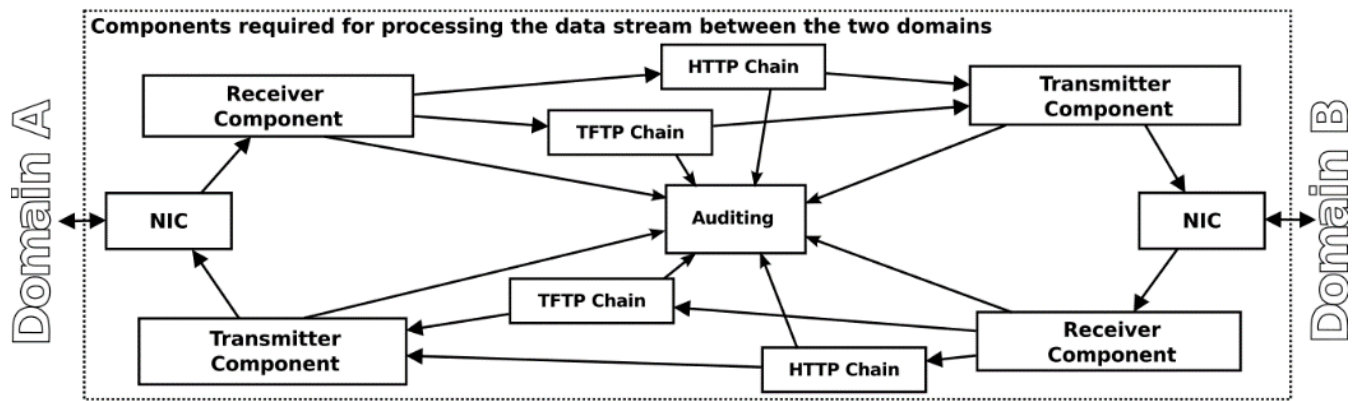 Components required for processing the data stream between the two domains
HTTP Chain
Receiver
Component
Transmitter
Component
TFTP Chain
Domain A
NIC
Auditing
NIC
Domain B
TFTP Chain
Transmitter
Component
Receiver
Component
HTTP Chain